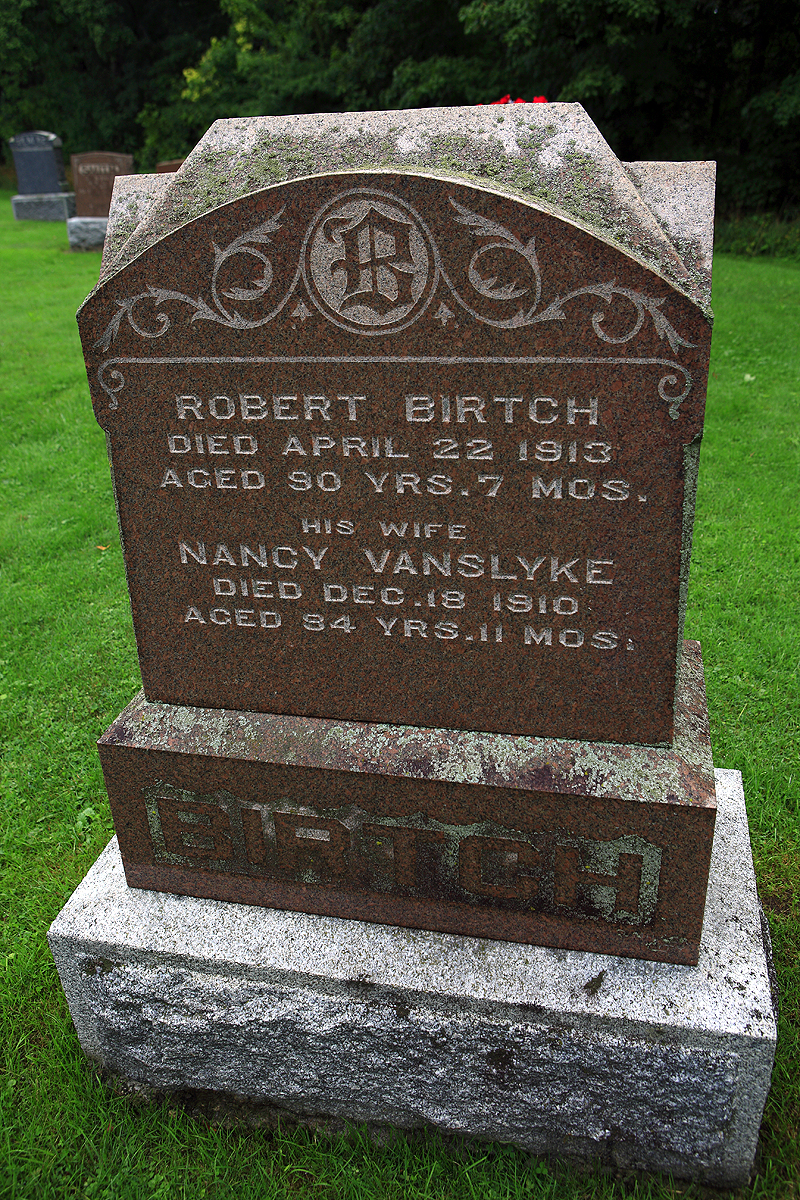 B
ROBERT BIRTCH
DIED APRIL 22 1913
AGED 90 YRS. 7 MOS.
HIS WIFE
NANCY VANSLYKE
DIED DEC. 18 1910
AGED 84 YRS. 11 MOS.
BIRTCH